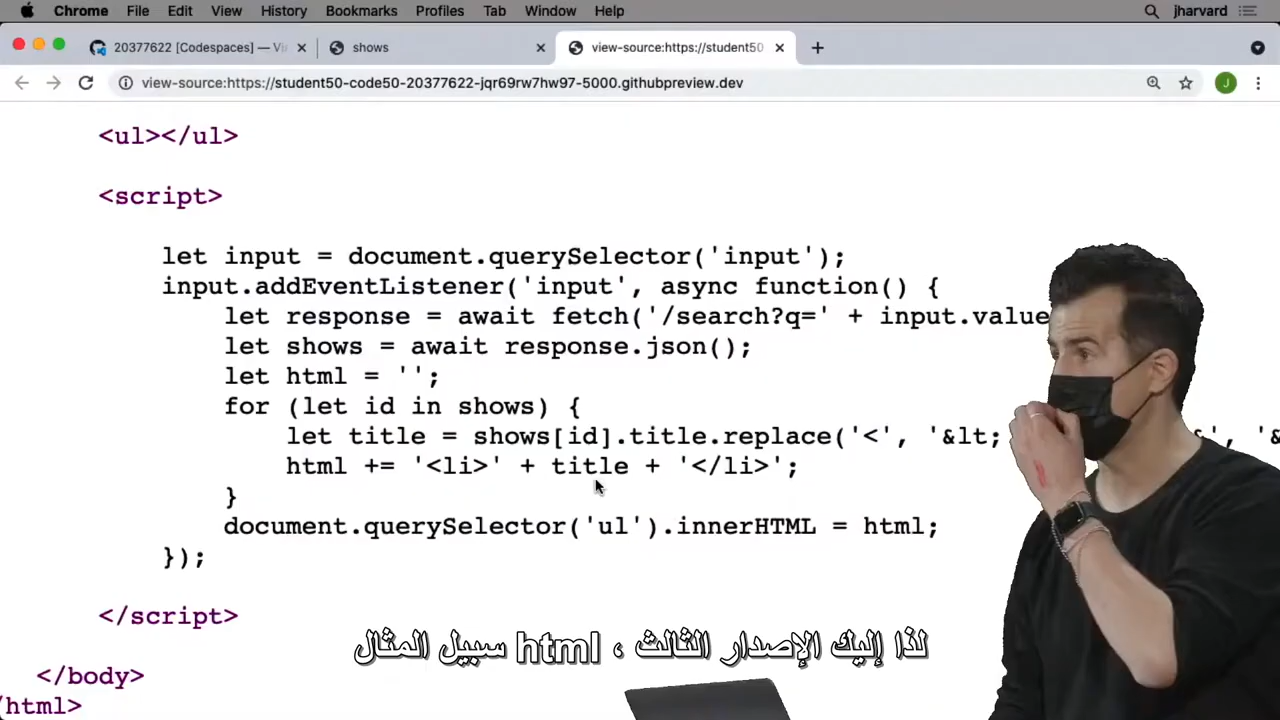 Chrome File Edit View History Bookmarks Profiles Tab Window Help jharvard
20377622 [Codespaces] — Vi
shows
view-source:https://student50
view-source:https://student50-code50-20377622-jqr69rw7hw97-5000.githubpreview.dev
J
<ul></ul>
<script>
let input = document.querySelector('input');
input.addEventListener('input', async function() {
let response = await fetch('/search?q=' + input.value
let shows = await response.json();
let html = '';
for (let id in shows) {
let title = shows[id].title.replace('<', '&lt; &', '&
html += '<li>' + title + '</li>';
}
document.querySelector('ul').innerHTML = html;
});
</script>
لذا إليك الإصدار الثالث ، html سبيل المثال
</body>
/html>